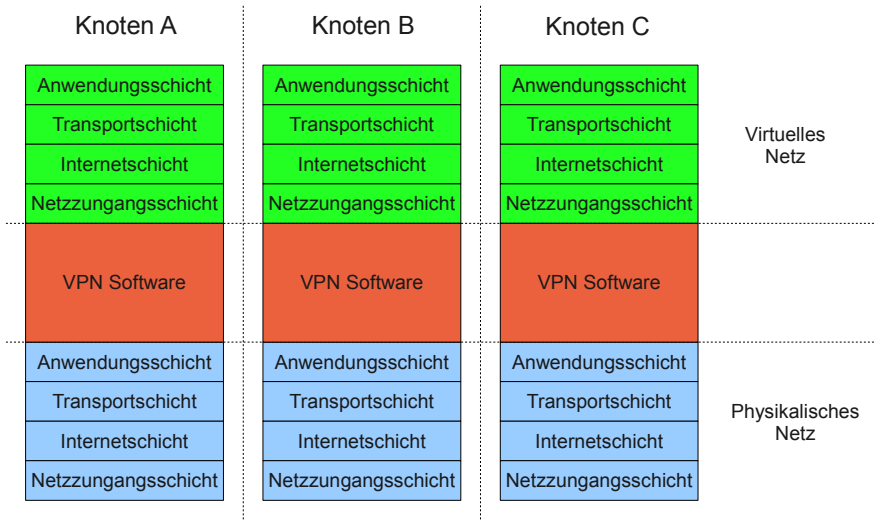 Knoten A
Knoten B
Knoten C
Anwendungsschicht
Anwendungsschicht
Anwendungsschicht
Transportschicht
Transportschicht
Transportschicht
Virtuelles
Netz
Internetschicht
Internetschicht
Internetschicht
Netzzungangsschicht
Netzzungangsschicht
Netzzungangsschicht
VPN Software
VPN Software
VPN Software
Anwendungsschicht
Anwendungsschicht
Anwendungsschicht
Transportschicht
Transportschicht
Transportschicht
Physikalisches
Netz
Internetschicht
Internetschicht
Internetschicht
Netzzungangsschicht
Netzzungangsschicht
Netzzungangsschicht